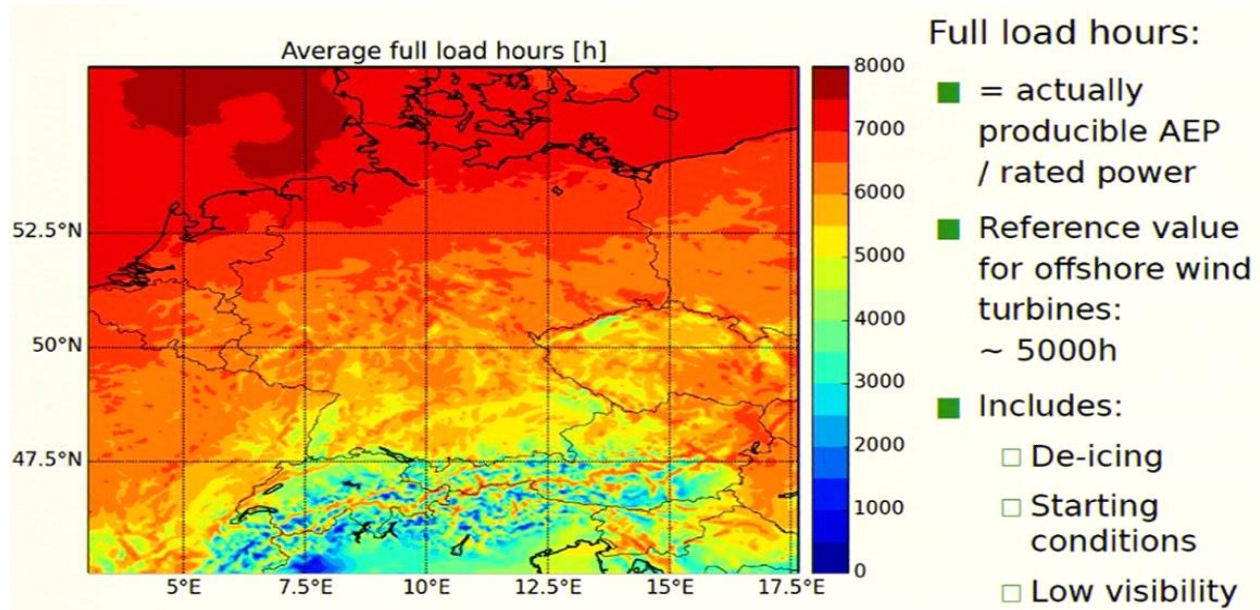 Average full load hours [h]
52.5°N
50°N
47.5°N
5°E
7.5°E
10°E
12.5°E
15°E
17.5°E
8000
7000
6000
5000
4000
3000
2000
1000
0
Full load hours:
= actually
producible AEP
/ rated power
Reference value
for offshore wind
turbines:
~ 5000h
Includes:
De-icing
Starting
conditions
Low visibility